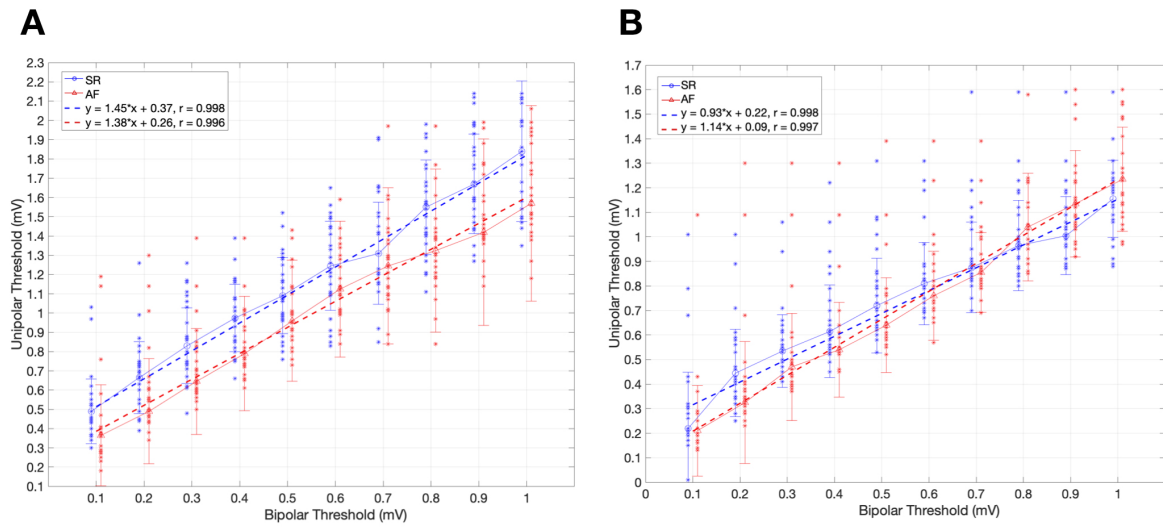 A
2.3
2.2
2.1
2
1.9
1.8
1.7
1.6
1.5
1.4
1.3
1.2
1.1
1
0.9
0.8
0.7
0.6
0.5
0.4
0.3
0.2
0.1
Unipolar Threshold (mV)
SR
AF
y = 1.45*x + 0.37, r = 0.998
y = 1.38*x + 0.26, r = 0.996
0.1 0.2 0.3 0.4 0.5 0.6 0.7 0.8 0.9 1
Bipolar Threshold (mV)
B
1.7
1.6
1.5
1.4
1.3
1.2
1.1
1
0.9
0.8
0.7
0.6
0.5
0.4
0.3
0.2
0.1
0
Unipolar Threshold (mV)
SR
AF
y = 0.93*x + 0.22, r = 0.998
y = 1.14*x + 0.09, r = 0.997
0 0.1 0.2 0.3 0.4 0.5 0.6 0.7 0.8 0.9 1
Bipolar Threshold (mV)